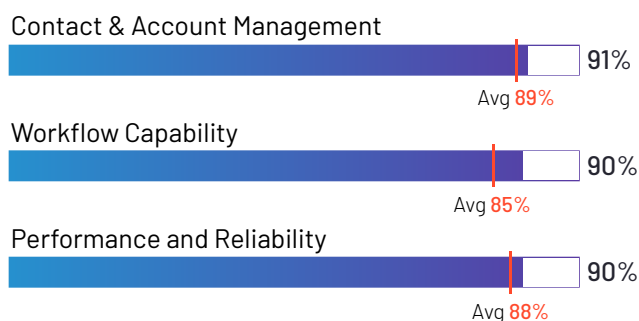 Contact & Account Management
91%
Avg 89%
Workflow Capability
90%
Avg 85%
Performance and Reliability
90%
Avg 88%